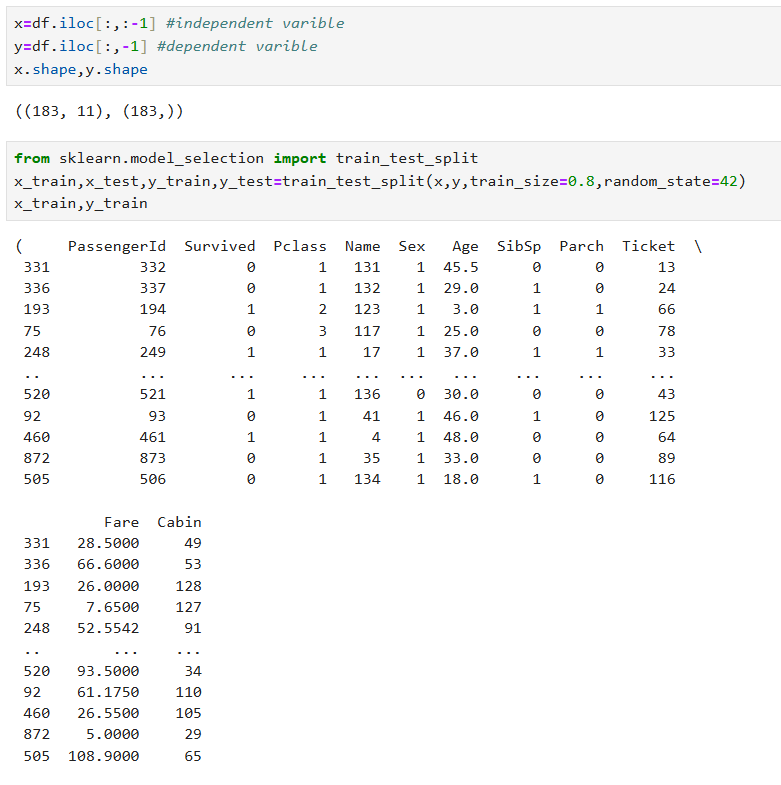 x=df.iloc[:,:-1] #independent varible
y=df.iloc[:,-1] #dependent varible
x.shape,y.shape
((183, 11), (183,))
from sklearn.model_selection import train_test_split
x_train,x_test,y_train,y_test=train_test_split(x,y,train_size=0.8,random_state=42)
x_train,y_train
(     PassengerId  Survived  Pclass  Name  Sex   Age  SibSp  Parch  Ticket  \
 331          332         0       1   131    1  45.5      0      0      13
 336          337         0       1   132    1  29.0      1      0      24
 193          194         1       2   123    1   3.0      1      1      66
 75            76         0       3   117    1  25.0      0      0      78
 248          249         1       1    17    1  37.0      1      1      33
 ..           ...       ...     ...   ...  ...   ...    ...    ...     ...
 520          521         1       1   136    0  30.0      0      0      43
 92            93         0       1    41    1  46.0      1      0     125
 460          461         1       1     4    1  48.0      0      0      64
 872          873         0       1    35    1  33.0      0      0      89
 505          506         0       1   134    1  18.0      1      0     116
          Fare  Cabin
 331   28.5000     49
 336   66.6000     53
 193   26.0000    128
 75     7.6500    127
 248   52.5542     91
 ..        ...    ...
 520   93.5000     34
 92    61.1750    110
 460   26.5500    105
 872    5.0000     29
 505  108.9000     65